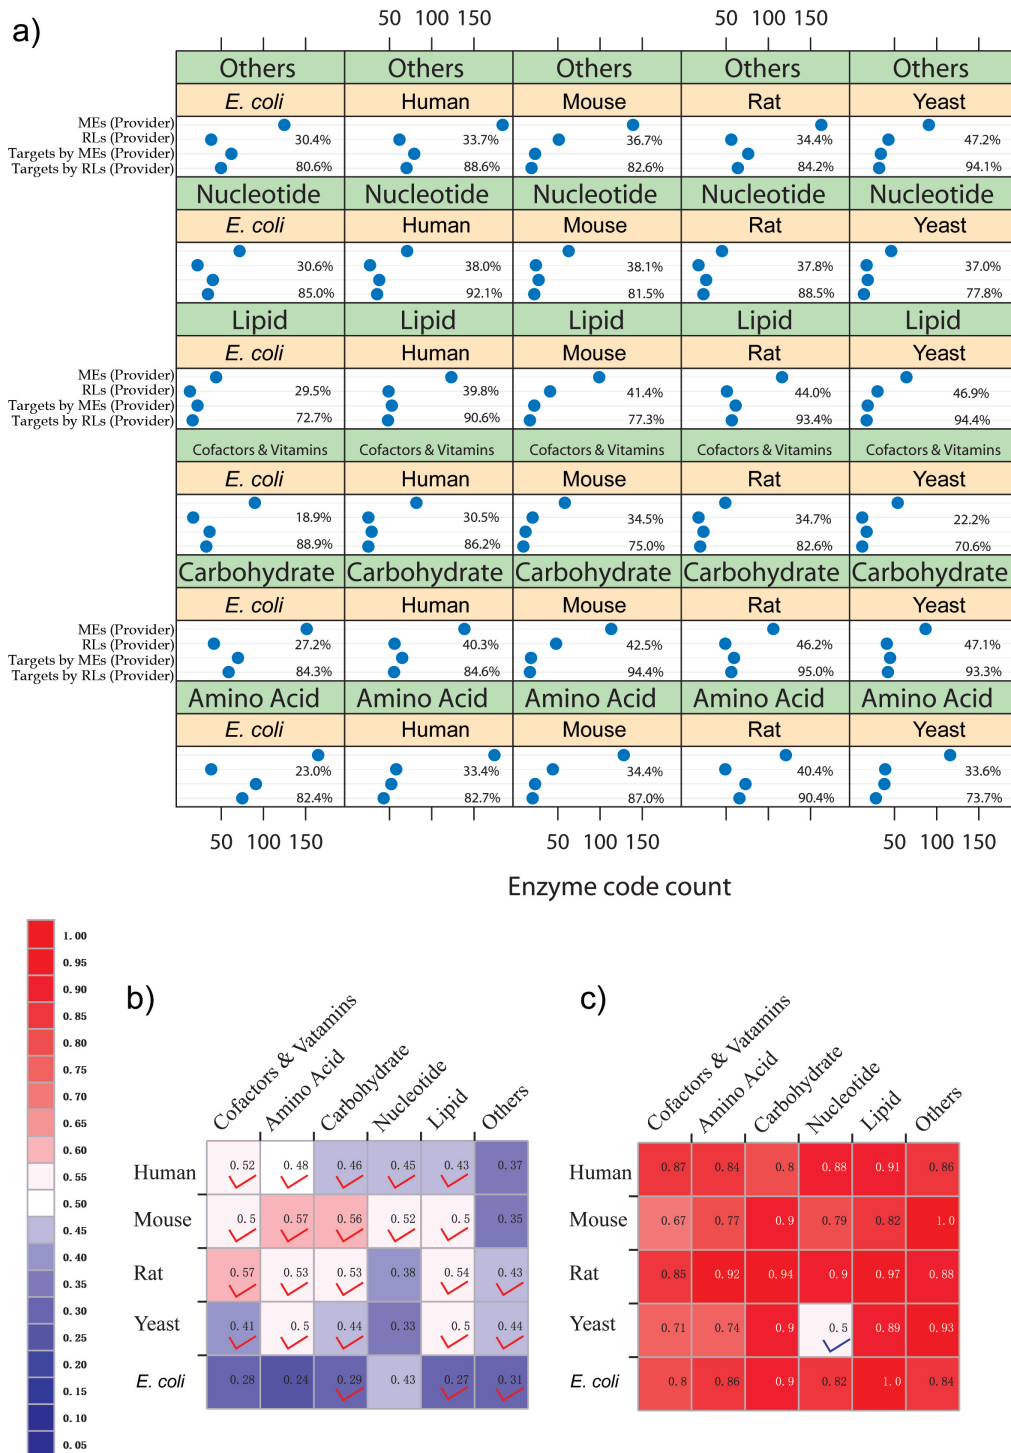 a)
50 100 150 50 100 150
Others Others Others Others Others
E. coli Human Mouse Rat Yeast
MEs (Provider)
RLs (Provider) 30.4% 33.7% 36.7% 34.4% 47.2%
Targets by MEs (Provider)
Targets by RLs (Provider) 80.6% 88.6% 82.6% 84.2% 94.1%
Nucleotide Nucleotide Nucleotide Nucleotide Nucleotide
E. coli Human Mouse Rat Yeast
30.6% 38.0% 38.1% 37.8% 37.0%
85.0% 92.1% 81.5% 88.5% 77.8%
Lipid Lipid Lipid Lipid Lipid
E. coli Human Mouse Rat Yeast
MEs (Provider)
RLs (Provider) 29.5% 39.8% 41.4% 44.0% 46.9%
Targets by MEs (Provider)
Targets by RLs (Provider) 72.7% 90.6% 77.3% 93.4% 94.4%
Cofactors & Vitamins Cofactors & Vitamins Cofactors & Vitamins Cofactors & Vitamins Cofactors & Vitamins
E. coli Human Mouse Rat Yeast
18.9% 30.5% 34.5% 34.7% 22.2%
88.9% 86.2% 75.0% 82.6% 70.6%
Carbohydrate Carbohydrate Carbohydrate Carbohydrate Carbohydrate
E. coli Human Mouse Rat Yeast
MEs (Provider)
RLs (Provider) 27.2% 40.3% 42.5% 46.2% 47.1%
Targets by MEs (Provider)
Targets by RLs (Provider) 84.3% 84.6% 94.4% 95.0% 93.3%
Amino Acid Amino Acid Amino Acid Amino Acid Amino Acid
E. coli Human Mouse Rat Yeast
23.0% 33.4% 34.4% 40.4% 33.6%
82.4% 82.7% 87.0% 90.4% 73.7%
50 100 150 50 100 150 50 100 150
Enzyme code count
1.00
0.95
0.90
0.85
0.80
0.75
0.70
0.65
0.60
0.55
0.50
0.45
0.40
0.35
0.30
0.25
0.20
0.15
0.10
0.05
b)
Cofactors & Vatamins Amino Acid Carbohydrate Nucleotide Lipid Others
Human 0.52 0.48 0.46 0.45 0.43 0.37
Mouse 0.5 0.57 0.56 0.52 0.5 0.35
Rat 0.57 0.53 0.53 0.38 0.54 0.43
Yeast 0.41 0.5 0.44 0.33 0.5 0.44
E. coli 0.28 0.24 0.29 0.43 0.27 0.31
c)
Cofactors & Vatamins Amino Acid Carbohydrate Nucleotide Lipid Others
Human 0.87 0.84 0.8 0.88 0.91 0.86
Mouse 0.67 0.77 0.9 0.79 0.82 1.0
Rat 0.85 0.92 0.94 0.9 0.97 0.88
Yeast 0.71 0.74 0.9 0.5 0.89 0.93
E. coli 0.8 0.86 0.9 0.82 1.0 0.84